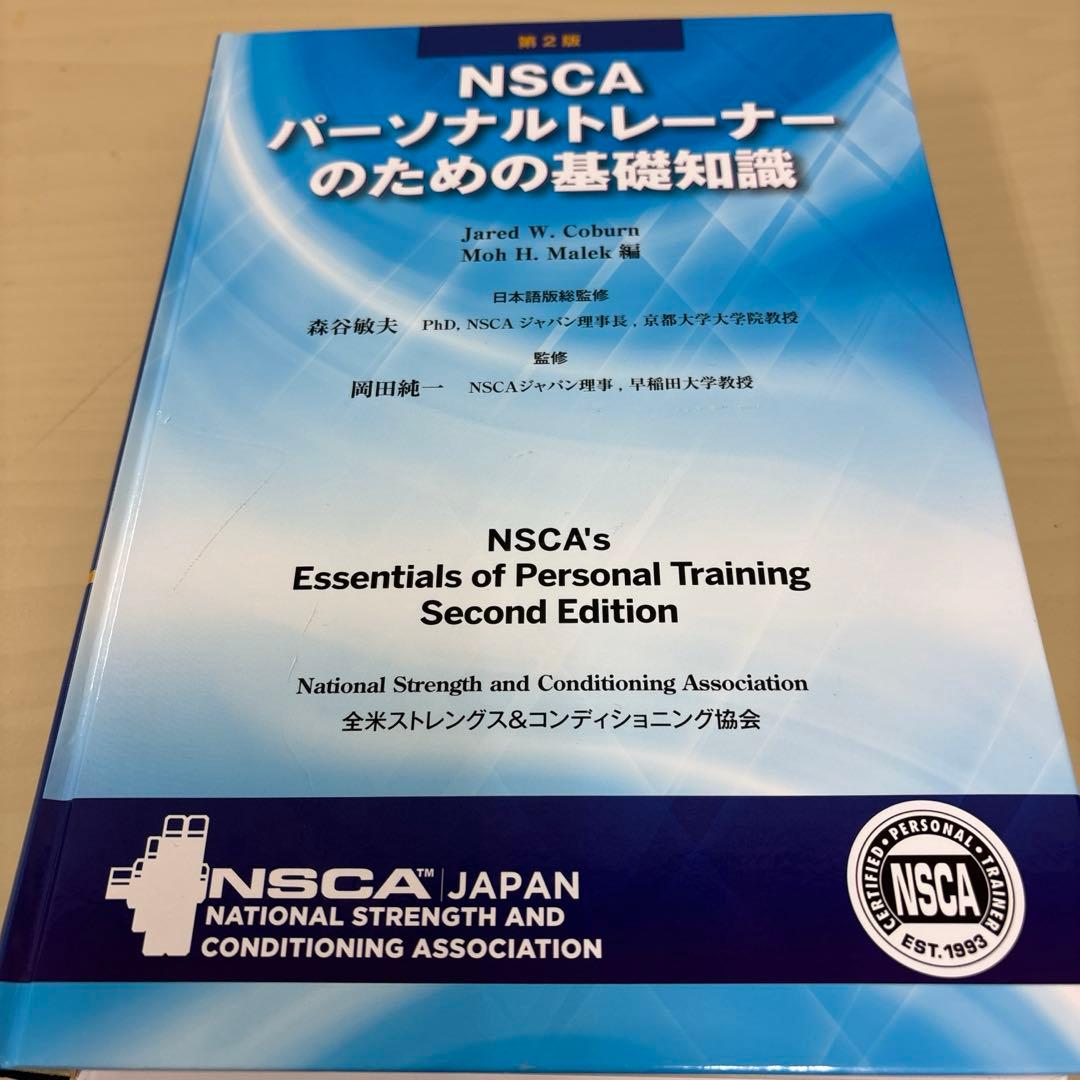 第2版
NSCA
パーソナルトレーナー
のための基礎知識
Jared W. Coburn
Moh H. Malek 編
日本語版総監修
森谷敏夫 PhD, NSCA ジャパン理事長 , 京都大学大学院教授
監修
岡田純一 NSCAジャパン理事 , 早稲田大学教授
NSCA's
Essentials of Personal Training
Second Edition
National Strength and Conditioning Association
全米ストレングス&コンディショニング協会
NSCA™ JAPAN
NATIONAL STRENGTH AND
CONDITIONING ASSOCIATION
CERTIFIED • PERSONAL • TRAINER
NSCA
EST. 1993